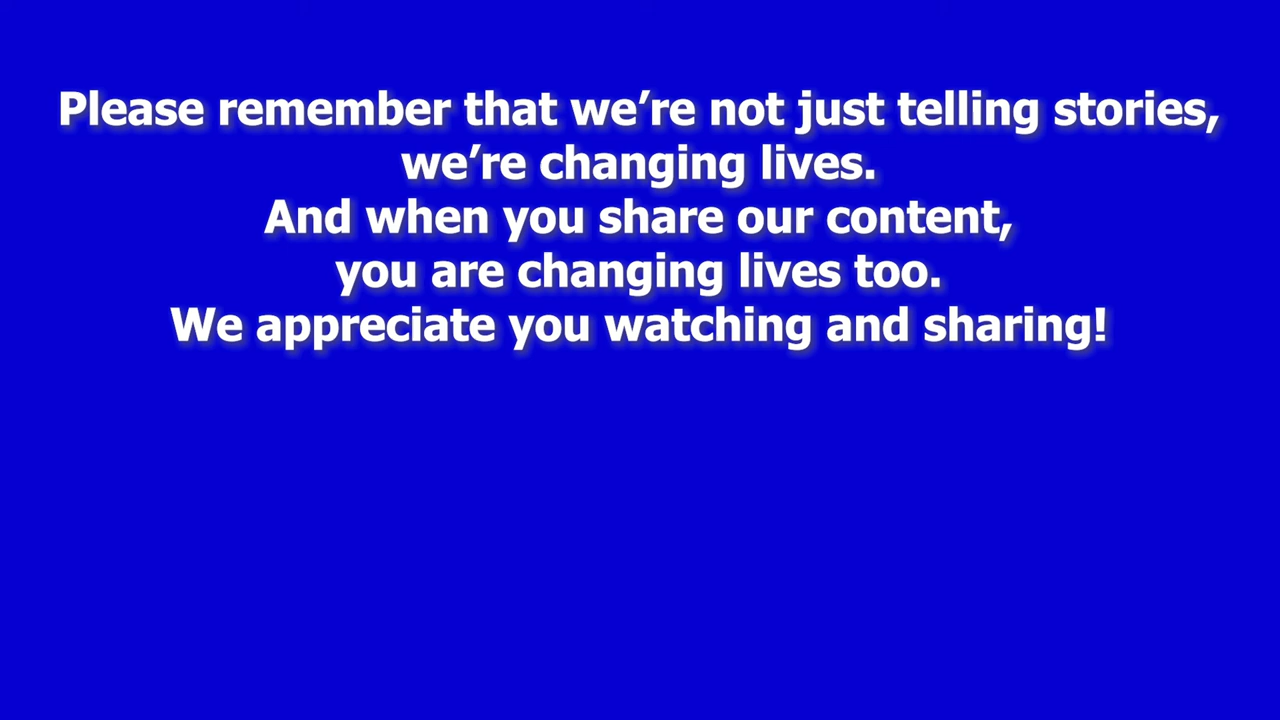 Please remember that we’re not just telling stories,
we’re changing lives.
And when you share our content,
you are changing lives too.
We appreciate you watching and sharing!